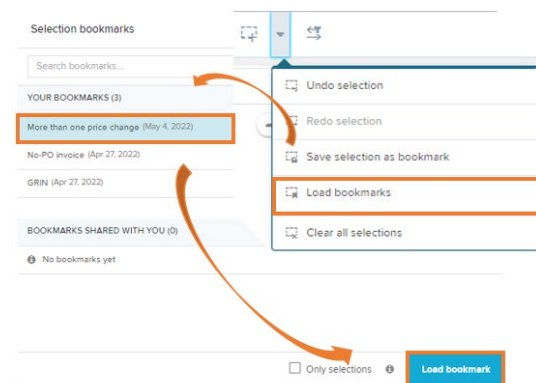 Selection bookmarks
Search bookmarks...
YOUR BOOKMARKS (3)
More than one price change (May 4, 2022)
No-PO invoice (Apr 27, 2022)
GRIN (Apr 27, 2022)
BOOKMARKS SHARED WITH YOU (0)
No bookmarks yet
Undo selection
Redo selection
Save selection as bookmark
Load bookmarks
Clear all selections
Only selections
Load bookmark